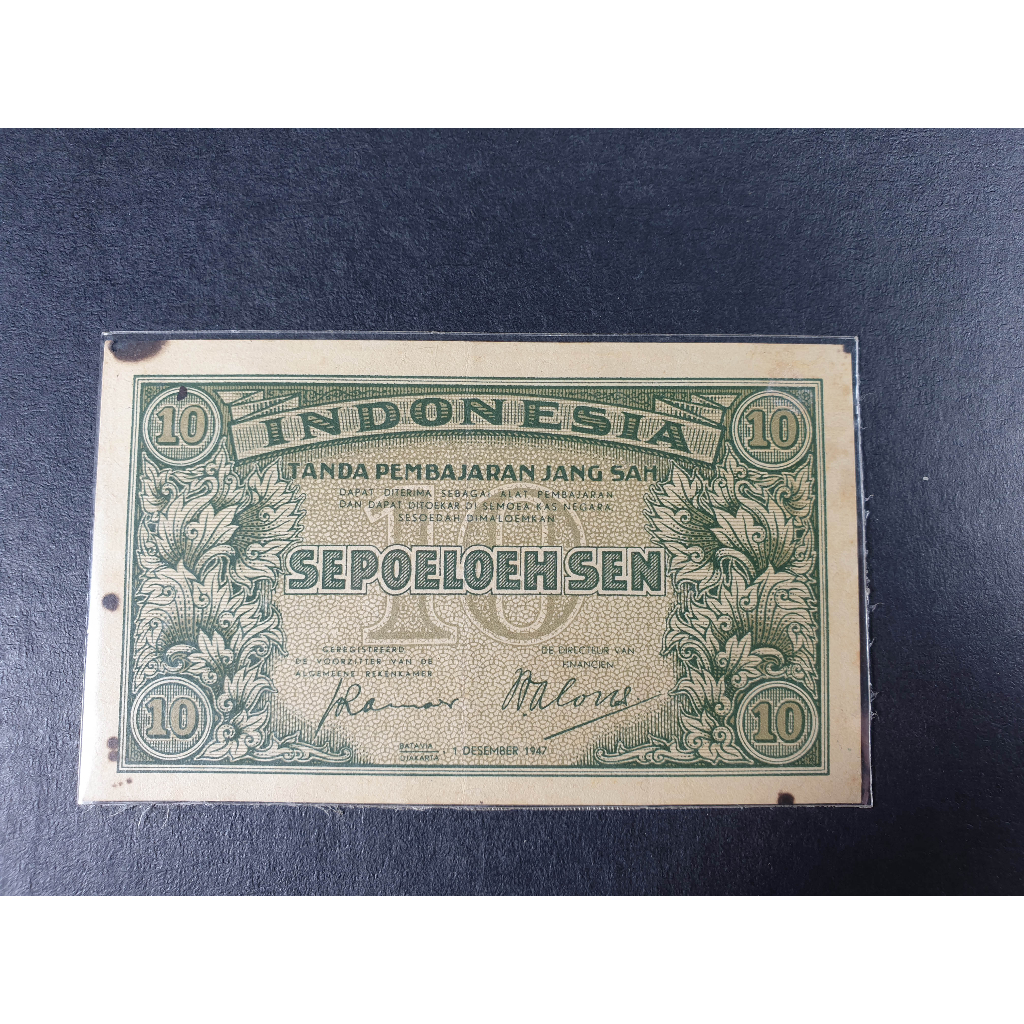 10 INDONESIA 10
TANDA PEMBAJARAN JANG SAH
DAPAT DITERIMA SEBAGAI ALAT PEMBAJARAN
DAN DAPAT DITOEKAR DI SEMOEA KAS NEGARA
SESOEDAH DIMALOEMKAN
10
SEPOELOEH SEN
GEREGISTREERD
DE VOORZITTER VAN DE
ALGEMEENE REKENKAMER
DE DIRECTEUR VAN
FINANCIËN
10 10
BATAVIA
DJAKARTA
1 DESEMBER 1947